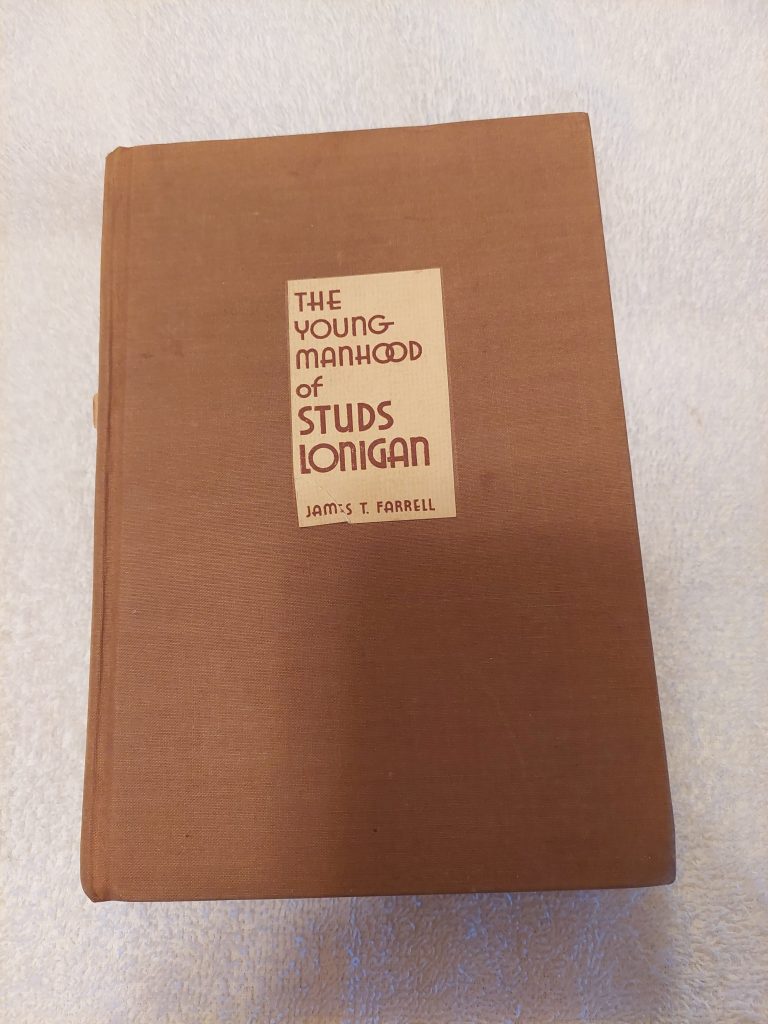 THE
YOUNG
MANHOOD
of
STUDS
LONIGAN
JAMES T. FARRELL